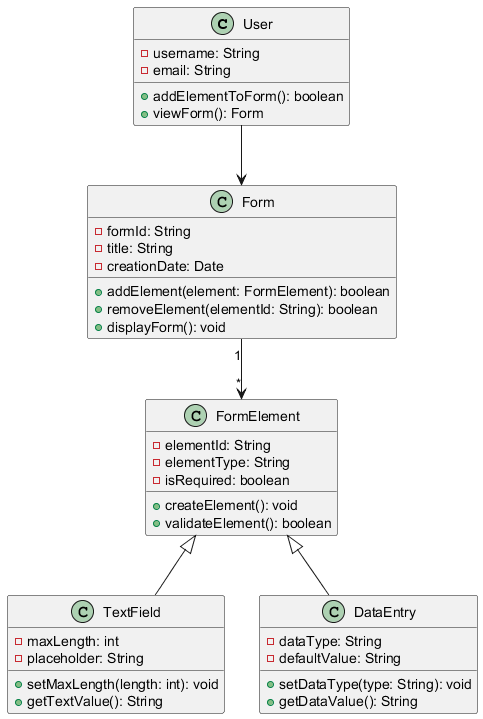 C User
username: String
email: String
addElementToForm(): boolean
viewForm(): Form
C Form
formId: String
title: String
creationDate: Date
addElement(element: FormElement): boolean
removeElement(elementId: String): boolean
displayForm(): void
1
*
C FormElement
elementId: String
elementType: String
isRequired: boolean
createElement(): void
validateElement(): boolean
C TextField
maxLength: int
placeholder: String
setMaxLength(length: int): void
getTextValue(): String
C DataEntry
dataType: String
defaultValue: String
setDataType(type: String): void
getDataValue(): String